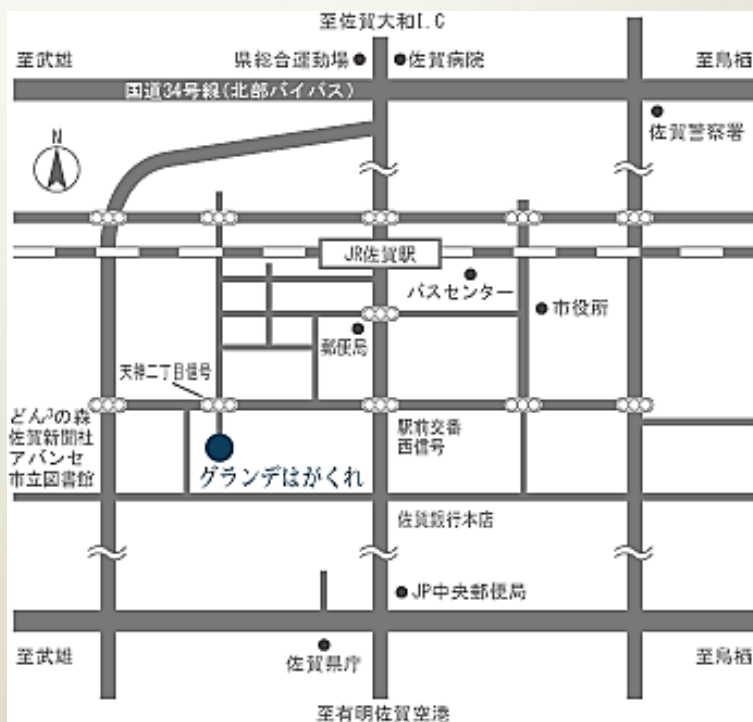 至佐賀大和I.C
至武雄
県総合運動場
佐賀病院
至鳥栖
国道34号線(北部バイパス)
佐賀警察署
N
JR佐賀駅
バスセンター
市役所
郵便局
天神二丁目信号
どん3の森
佐賀新聞社
アバンセ
市立図書館
駅前交番
西信号
グランデはがくれ
佐賀銀行本店
JP中央郵便局
至武雄
佐賀県庁
至鳥栖
至有明佐賀空港